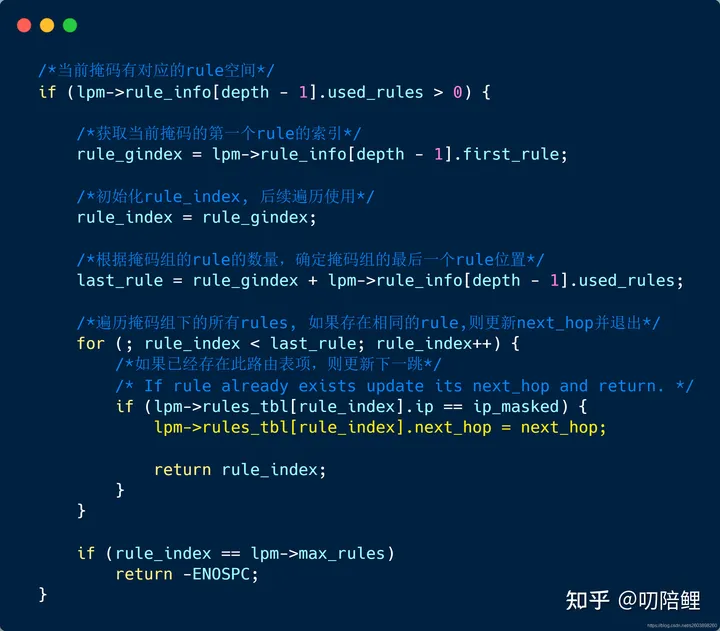 /*当前掩码有对应的rule空间*/
if (lpm->rule_info[depth - 1].used_rules > 0) {
/*获取当前掩码的第一个rule的索引*/
rule_gindex = lpm->rule_info[depth - 1].first_rule;
/*初始化rule_index, 后续遍历使用*/
rule_index = rule_gindex;
/*根据掩码组的rule的数量，确定掩码组的最后一个rule位置*/
last_rule = rule_gindex + lpm->rule_info[depth - 1].used_rules;
/*遍历掩码组下的所有rules, 如果存在相同的rule,则更新next_hop并退出*/
for (; rule_index < last_rule; rule_index++) {
/*如果已经存在此路由表项，则更新下一跳*/
/* If rule already exists update its next_hop and return. */
if (lpm->rules_tbl[rule_index].ip == ip_masked) {
lpm->rules_tbl[rule_index].next_hop = next_hop;
return rule_index;
}
}
if (rule_index == lpm->max_rules)
return -ENOSPC;
}
知乎 @叨陪鲤